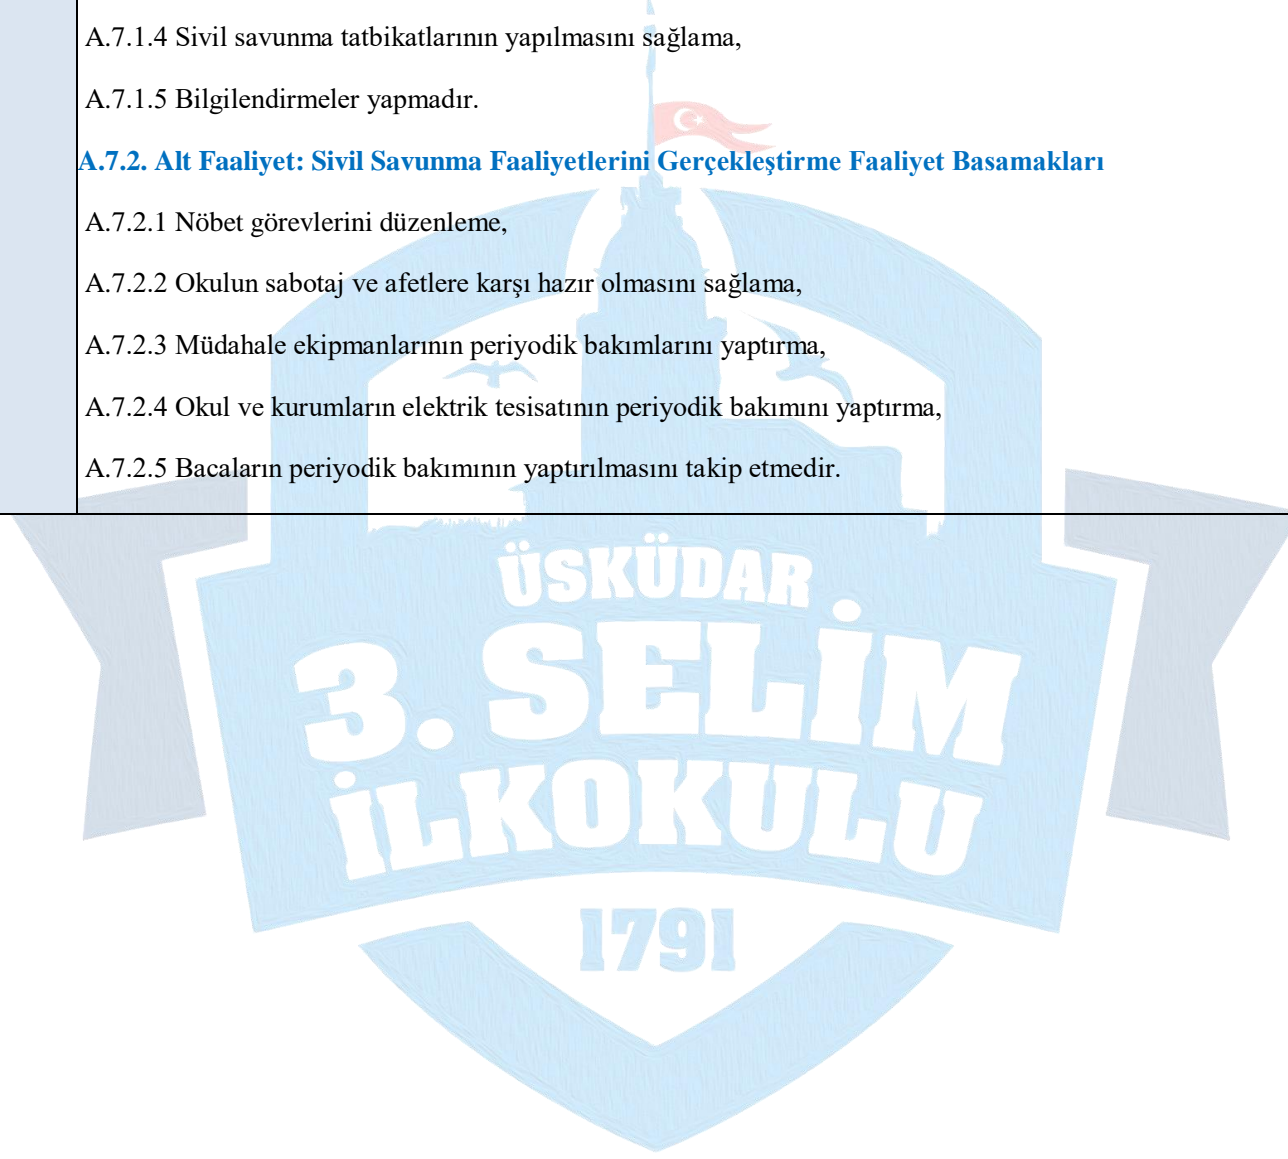 A.7.1.4 Sivil savunma tatbikatlarının yapılmasını sağlama,
A.7.1.5 Bilgilendirmeler yapmadır.
A.7.2. Alt Faaliyet: Sivil Savunma Faaliyetlerini Gerçekleştirme Faaliyet Basamakları
A.7.2.1 Nöbet görevlerini düzenleme,
A.7.2.2 Okulun sabotaj ve afetlere karşı hazır olmasını sağlama,
A.7.2.3 Müdahale ekipmanlarının periyodik bakımlarını yaptırma,
A.7.2.4 Okul ve kurumların elektrik tesisatının periyodik bakımını yaptırma,
A.7.2.5 Bacaların periyodik bakımının yaptırılmasını takip etmedir.
ÜSKÜDAR
3. SELİM
İLKOKULU
1791